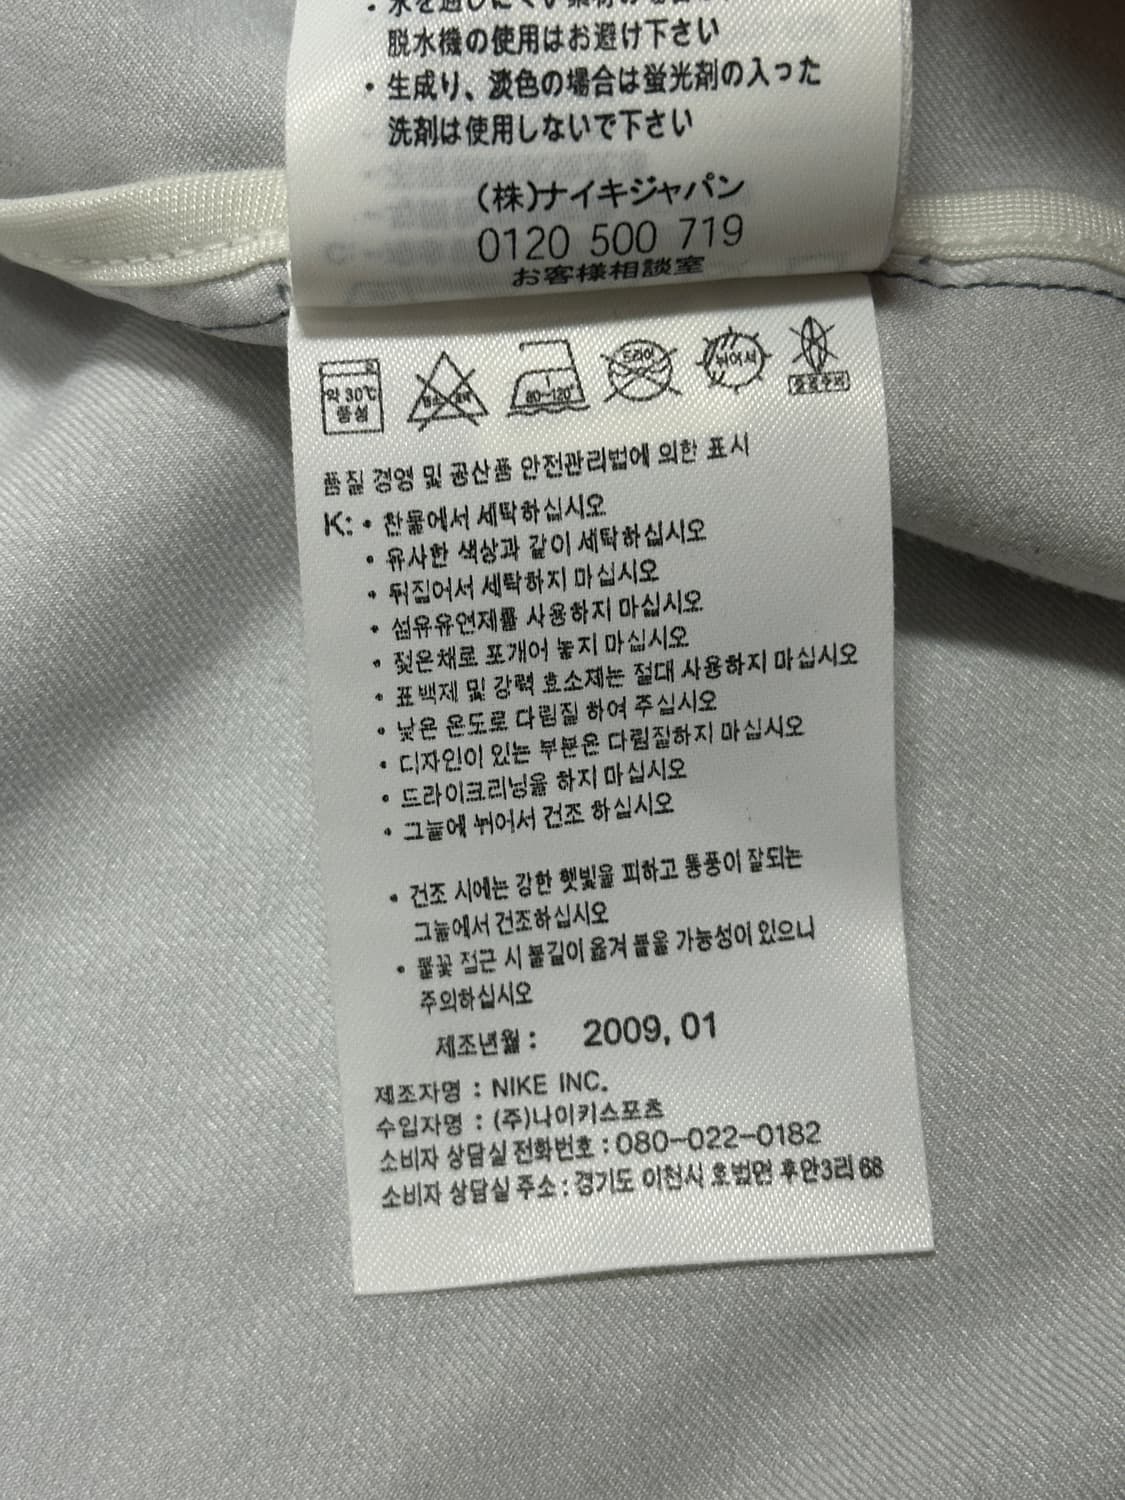 脱水機の使用はお避け下さい
・生成り、淡色の場合は蛍光剤の入った
洗剤は使用しないで下さい
(株)ナイキジャパン
0120 500 719
お客様相談室
약 30℃
중성
80~120°
드라이
뉘어서
품질 경영 및 공산품 안전관리법에 의한 표시
K: • 찬물에서 세탁하십시오
• 유사한 색상과 같이 세탁하십시오
• 뒤집어서 세탁하지 마십시오
• 섬유유연제를 사용하지 마십시오
• 젖은채로 포개어 놓지 마십시오
• 표백제 및 강력 효소제는 절대 사용하지 마십시오
• 낮은 온도로 다림질 하여 주십시오
• 디자인이 있는 부분은 다림질하지 마십시오
• 드라이크리닝을 하지 마십시오
• 그늘에 뉘어서 건조 하십시오
• 건조 시에는 강한 햇빛을 피하고 통풍이 잘되는
그늘에서 건조하십시오
• 불꽃 접근 시 불길이 옮겨 붙을 가능성이 있으니
주의하십시오
제조년월 : 2009, 01
제조자명 : NIKE INC.
수입자명 : (주)나이키스포츠
소비자 상담실 전화번호 : 080-022-0182
소비자 상담실 주소 : 경기도 이천시 호법면 후안3리 68